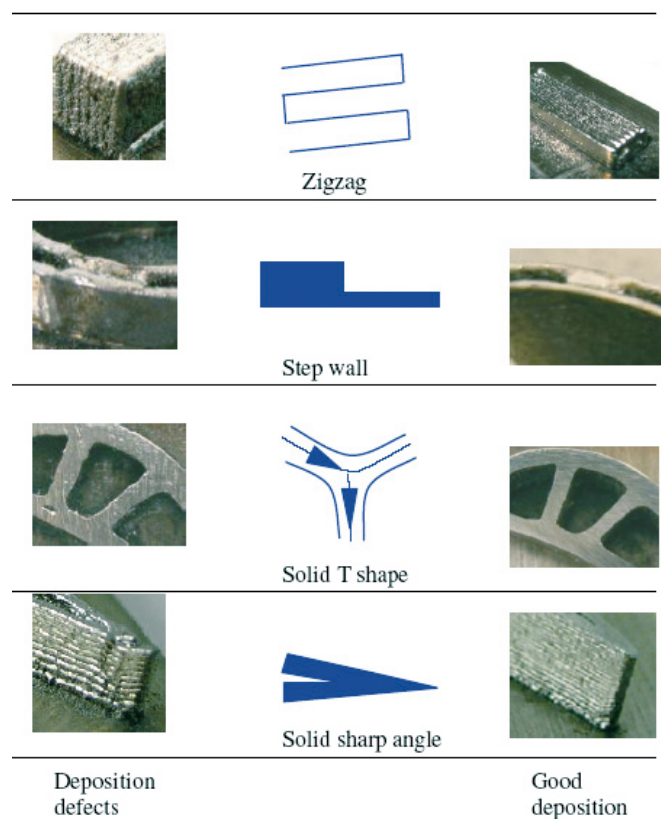 Zigzag
Step wall
Solid T shape
Solid sharp angle
Deposition
defects
Good
deposition